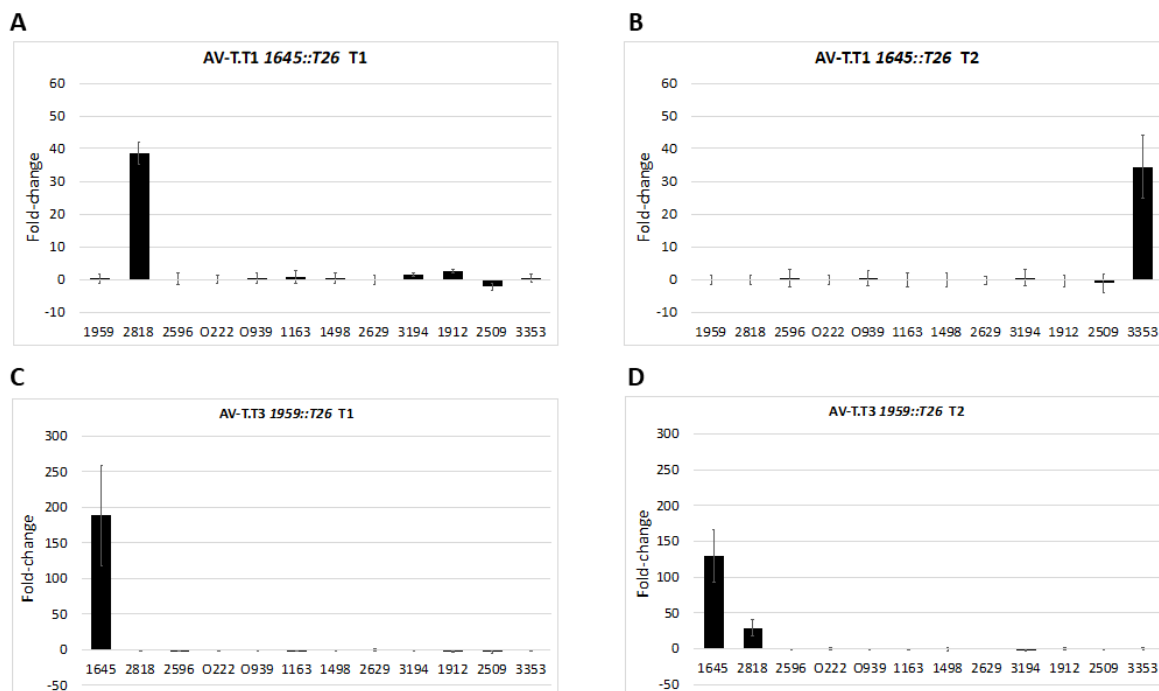 A
AV-T.T1 1645::T26 T1
Fold-change
60
50
40
30
20
10
0
-10
1959 2818 2596 O222 O939 1163 1498 2629 3194 1912 2509 3353
B
AV-T.T1 1645::T26 T2
Fold-change
60
50
40
30
20
10
0
-10
1959 2818 2596 O222 O939 1163 1498 2629 3194 1912 2509 3353
C
AV-T.T3 1959::T26 T1
Fold-change
300
250
200
150
100
50
0
-50
1645 2818 2596 O222 O939 1163 1498 2629 3194 1912 2509 3353
D
AV-T.T3 1959::T26 T2
Fold-change
300
250
200
150
100
50
0
-50
1645 2818 2596 O222 O939 1163 1498 2629 3194 1912 2509 3353